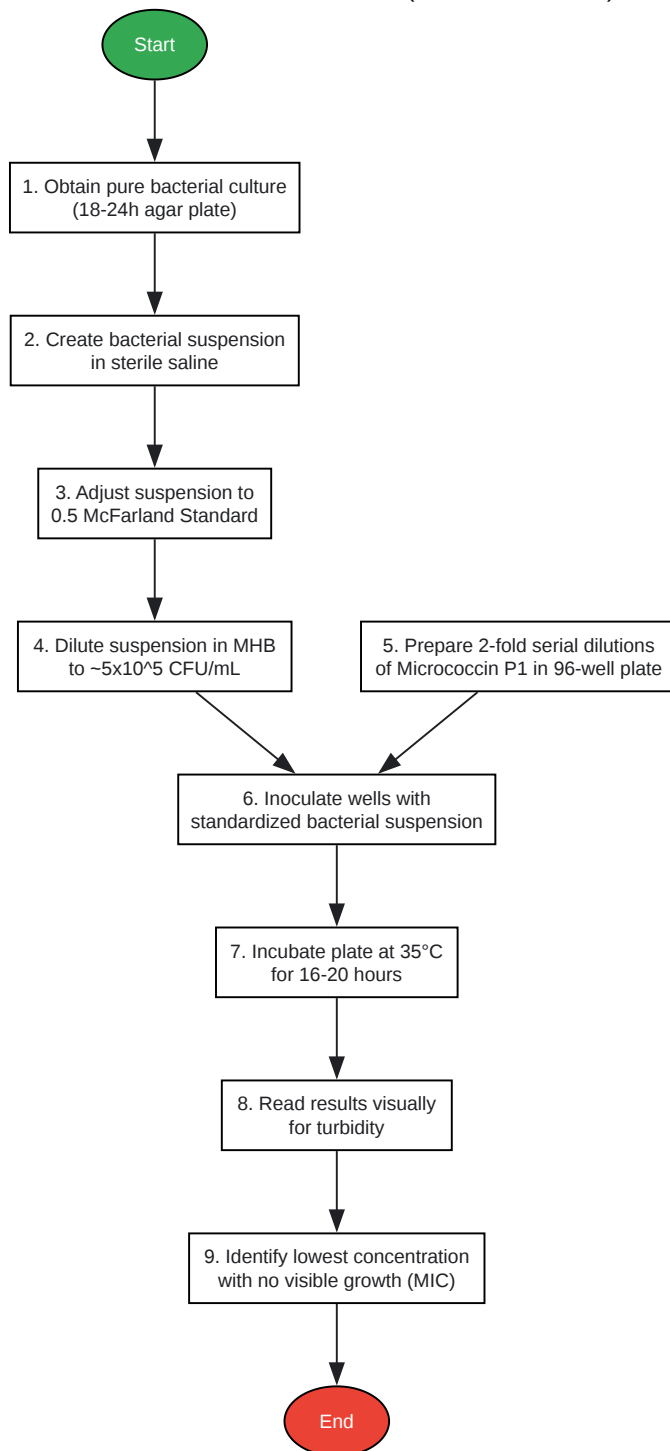 Start
1. Obtain pure bacterial culture
(18-24h agar plate)
2. Create bacterial suspension
in sterile saline
3. Adjust suspension to
0.5 McFarland Standard
4. Dilute suspension in MHB
to ~5x10^5 CFU/mL
5. Prepare 2-fold serial dilutions
of Micrococcin P1 in 96-well plate
6. Inoculate wells with
standardized bacterial suspension
7. Incubate plate at 35°C
for 16-20 hours
8. Read results visually
for turbidity
9. Identify lowest concentration
with no visible growth (MIC)
End